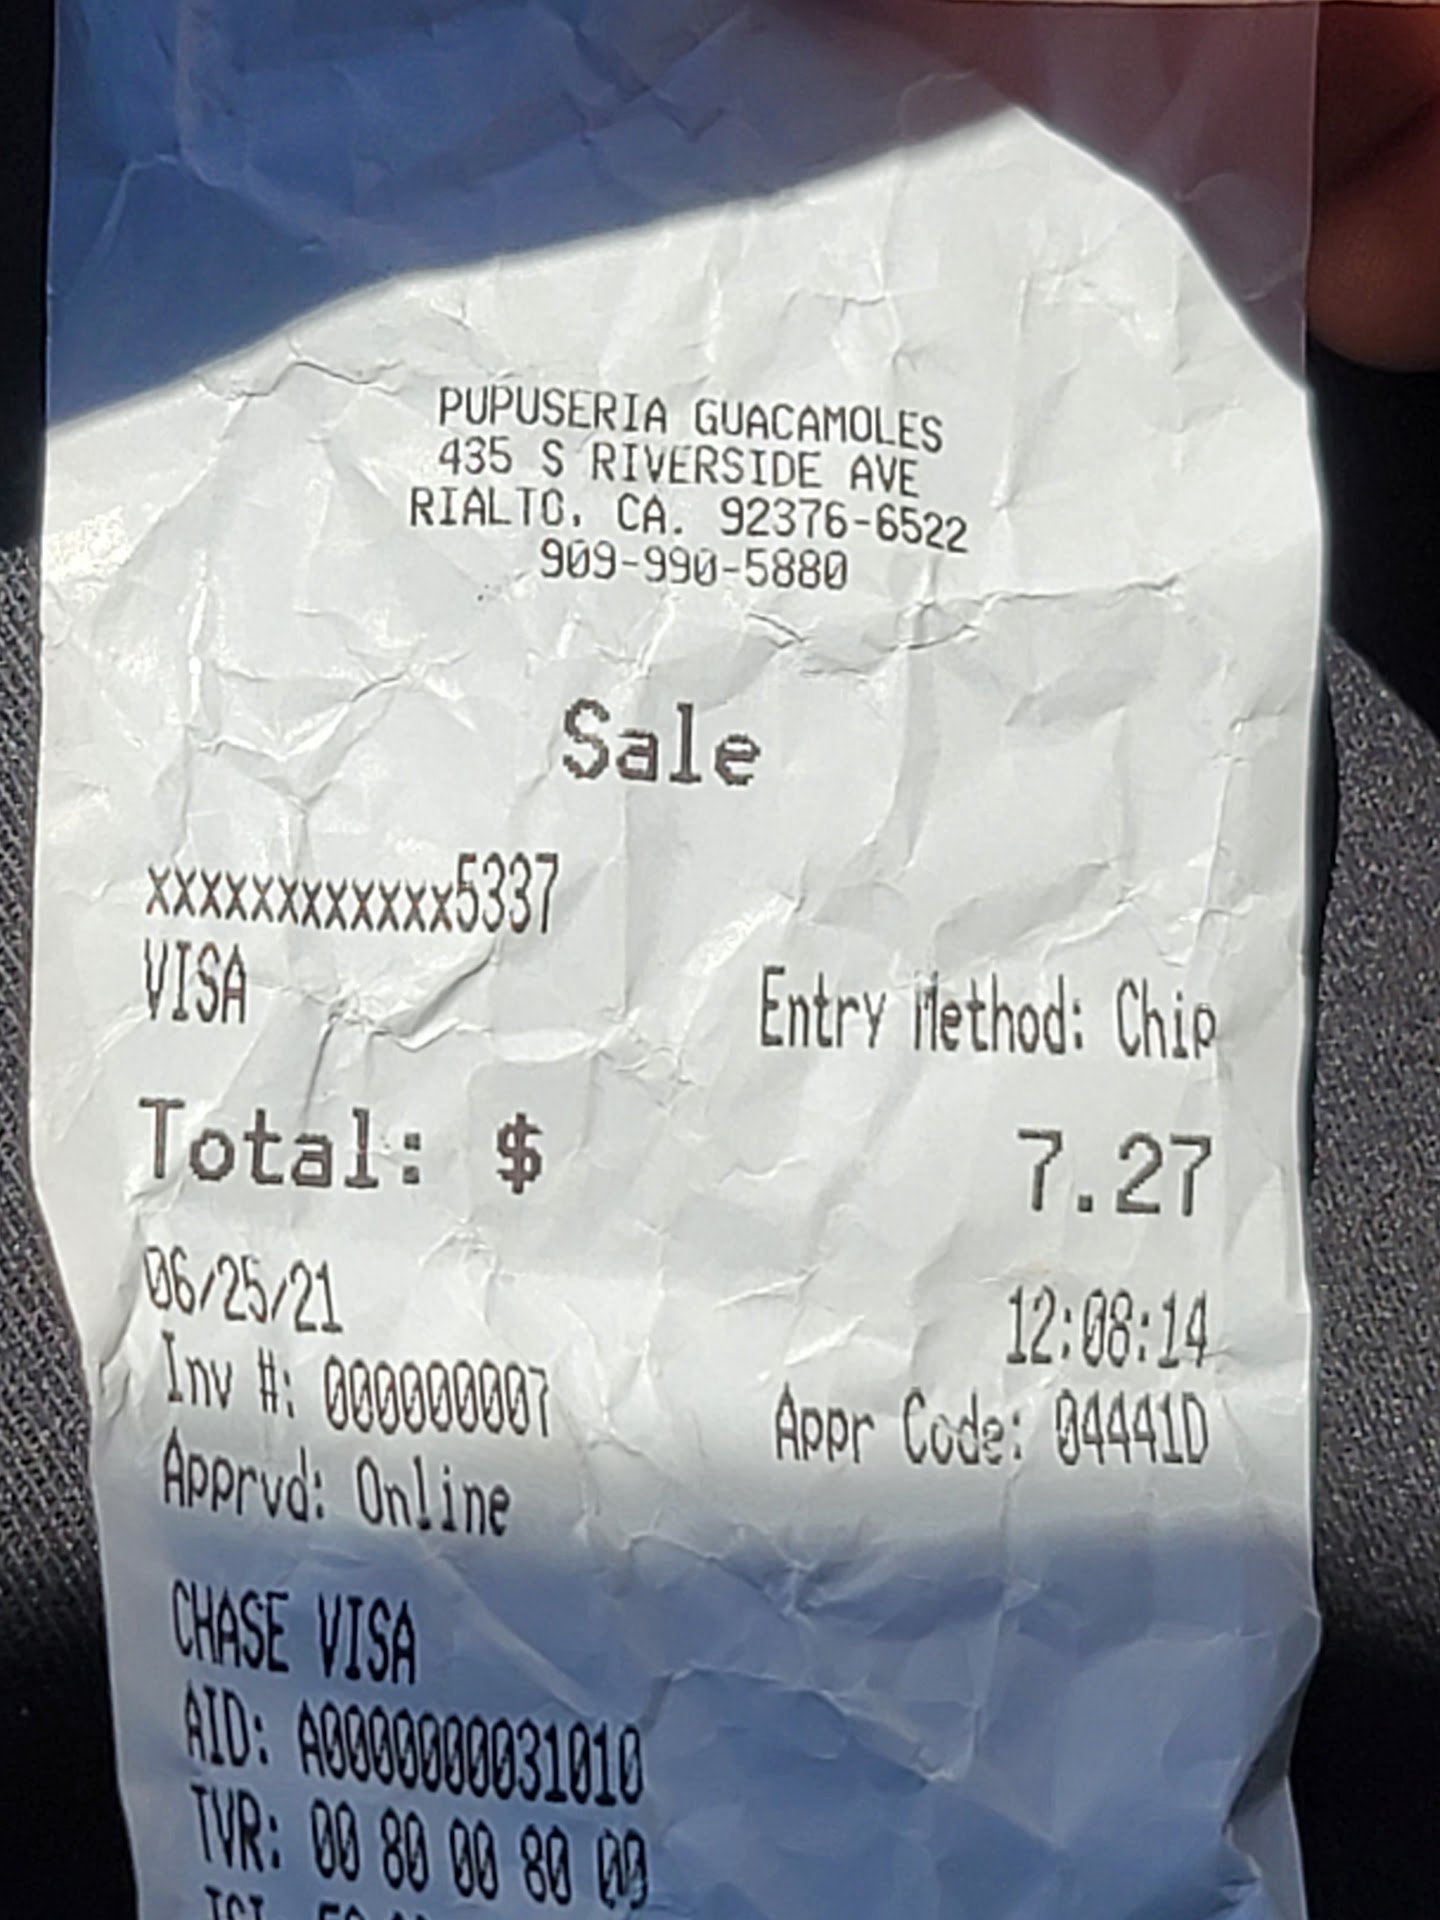 PUPUSERIA GUACAMOLES
435 S RIVERSIDE AVE
RIALTO, CA. 92376-6522
909-990-5880
Sale
xxxxxxxxxxxx5337
VISA Entry Method: Chip
Total: $ 7.27
06/25/21 12:08:14
Inv #: 000000007 Appr Code: 04441D
Apprvd: Online
CHASE VISA
AID: A0000000031010
TVR: 00 80 00 80 00